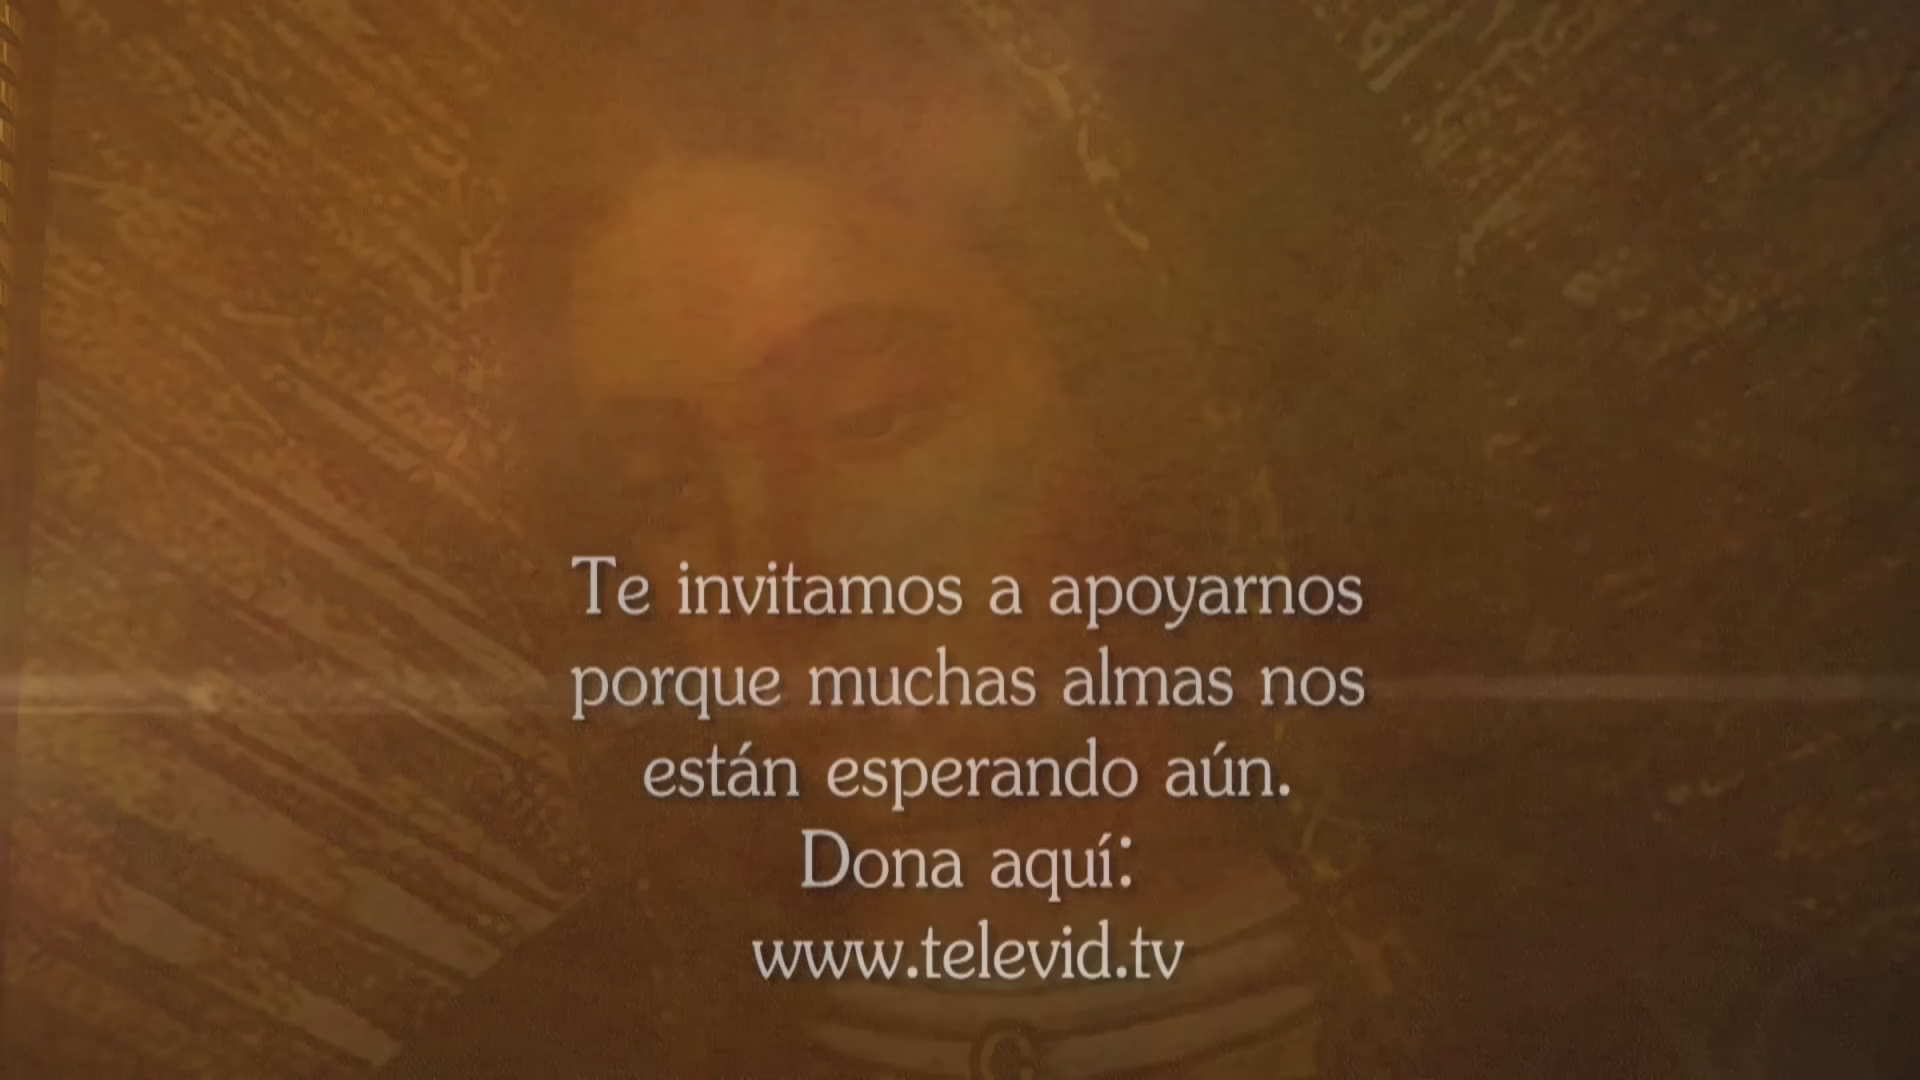 Te invitamos a apoyarnos
porque muchas almas nos
están esperando aún.
Dona aquí:
www.televid.tv